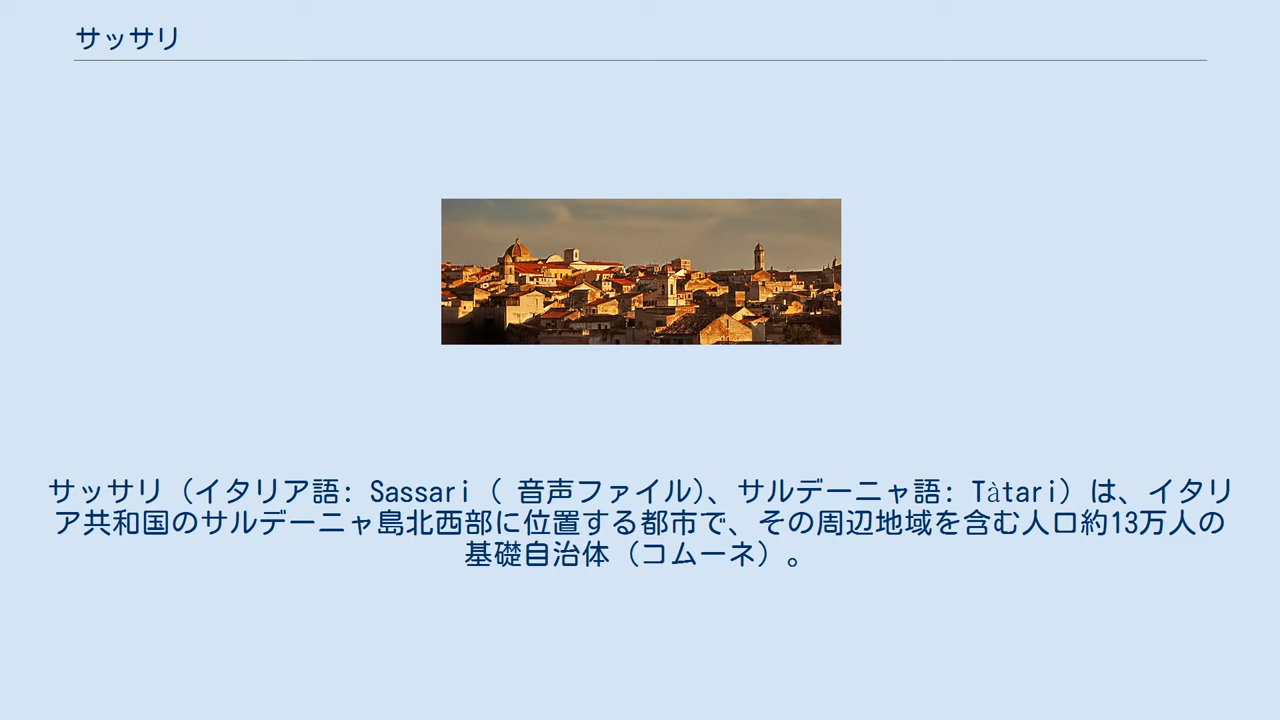 サッサリ
サッサリ（イタリア語: Sassari（ 音声ファイル)、サルデーニャ語: Tàtari）は、イタリ
ア共和国のサルデーニャ島北西部に位置する都市で、その周辺地域を含む人口約13万人の
基礎自治体（コムーネ）。